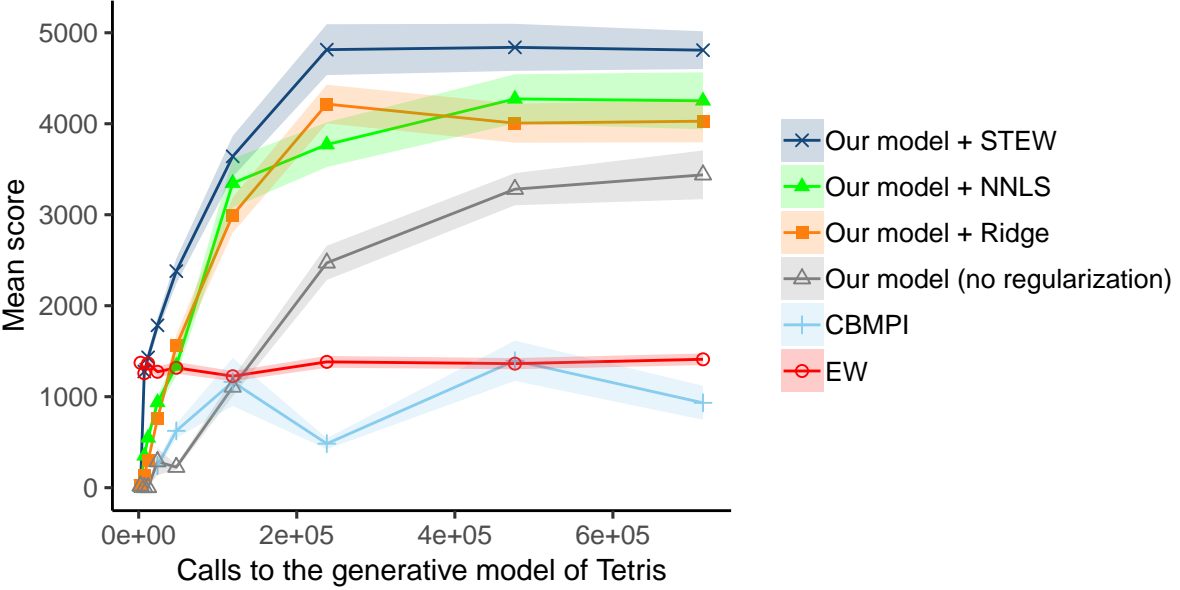 Mean score
5000
4000
3000
2000
1000
0
0e+00 2e+05 4e+05 6e+05
Calls to the generative model of Tetris
Our model + STEW
Our model + NNLS
Our model + Ridge
Our model (no regularization)
CBMPI
EW